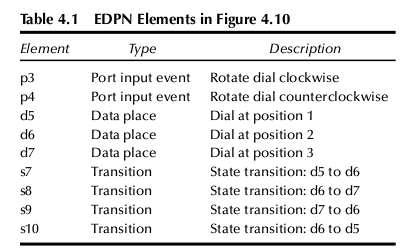 Table 4.1 EDPN Elements in Figure 4.10
Element Type Description
p3 Port input event Rotate dial clockwise
p4 Port input event Rotate dial counterclockwise
d5 Data place Dial at position 1
d6 Data place Dial at position 2
d7 Data place Dial at position 3
s7 Transition State transition: d5 to d6
s8 Transition State transition: d6 to d7
s9 Transition State transition: d7 to d6
s10 Transition State transition: d6 to d5